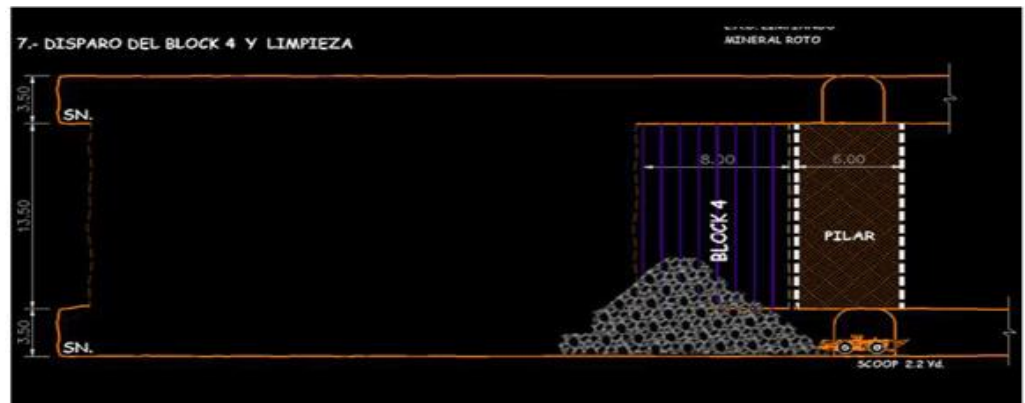 7.- DISPARO DEL BLOCK 4 Y LIMPIEZA
MINERAL ROTO
3.50
SN.
8.00
6.00
13.50
BLOCK 4
PILAR
3.50
SN.
SCOOP 2.2 Yd.